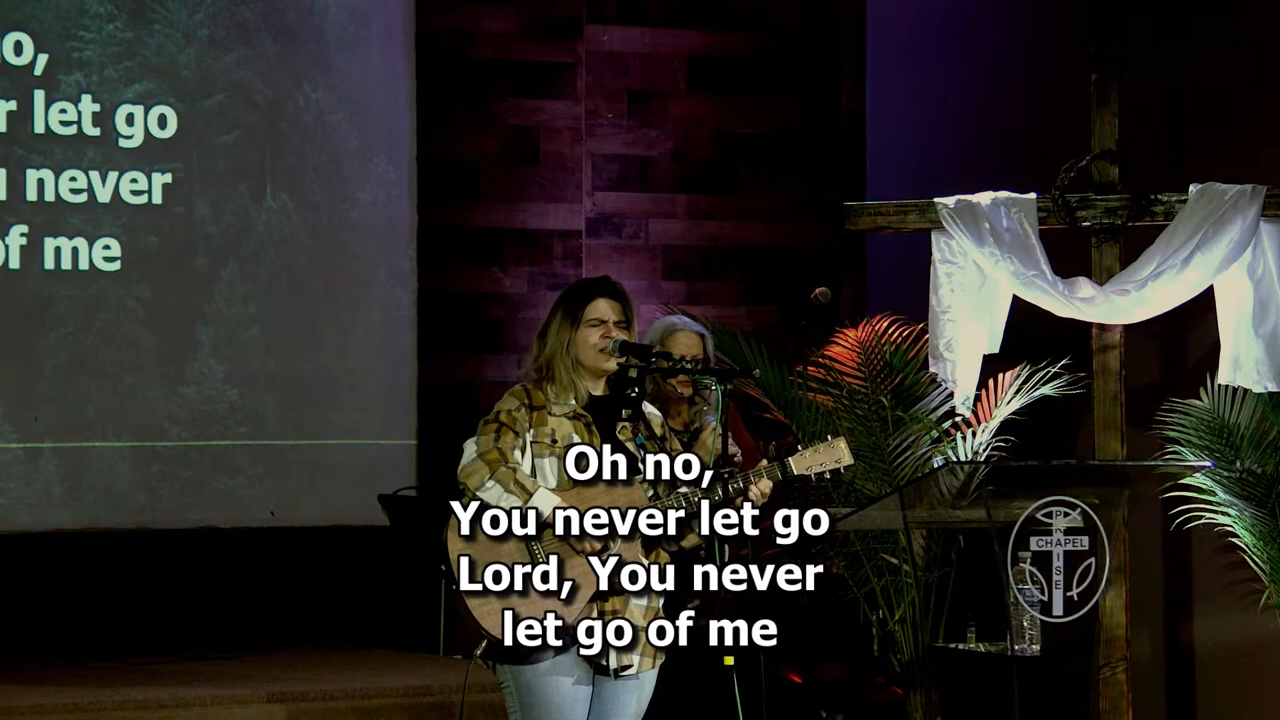 o,
r let go
never
of me
Oh no,
You never let go
Lord, You never
let go of me
PRAISE
CHAPEL